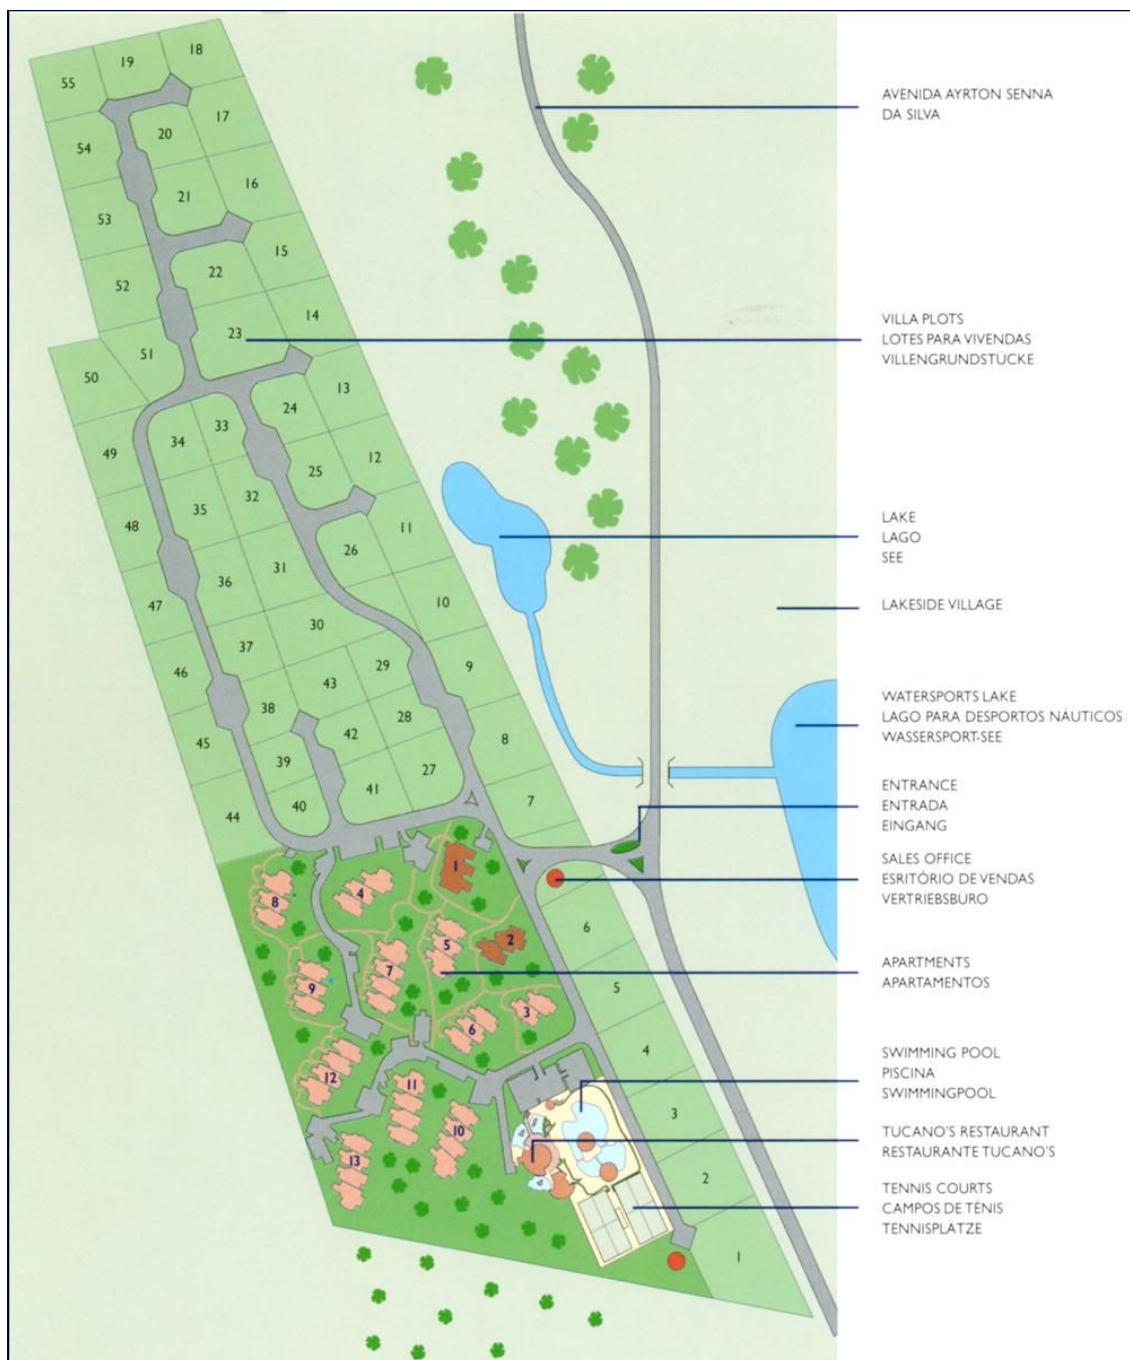 AVENIDA AYRTON SENNA
DA SILVA
VILLA PLOTS
LOTES PARA VIVENDAS
VILLENGRUNDSTÜCKE
LAKE
LAGO
SEE
LAKESIDE VILLAGE
WATERSPORTS LAKE
LAGO PARA DESPORTOS NÁUTICOS
WASSERSPORT-SEE
ENTRANCE
ENTRADA
EINGANG
SALES OFFICE
ESRITÓRIO DE VENDAS
VERTRIEBSBÜRO
APARTMENTS
APARTAMENTOS
SWIMMING POOL
PISCINA
SWIMMINGPOOL
TUCANO'S RESTAURANT
RESTAURANTE TUCANO'S
TENNIS COURTS
CAMPOS DE TÉNIS
TENNISPLÄTZE
18
19
55
17
20
54
16
21
53
15
22
52
14
23
51
50
13
24
33
34
12
25
49
32
35
48
11
26
31
36
47
10
30
37
46
9
29
43
38
45
28
42
8
39
27
41
40
44
7
1
4
8
2
5
7
9
3
6
12
11
10
13
6
5
4
3
2
1